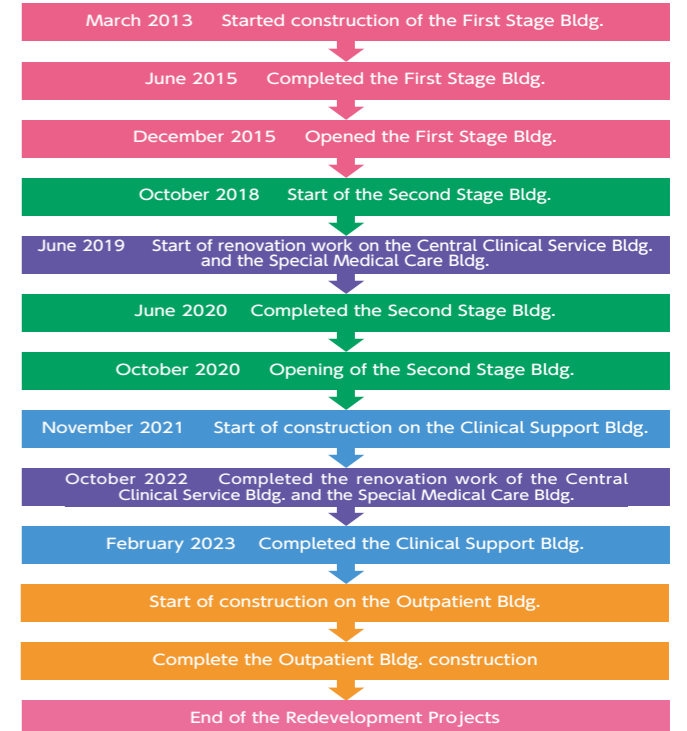 March 2013 Started construction of the First Stage Bldg.
June 2015 Completed the First Stage Bldg.
December 2015 Opened the First Stage Bldg.
October 2018 Start of the Second Stage Bldg.
June 2019 Start of renovation work on the Central Clinical Service Bldg.
and the Special Medical Care Bldg.
June 2020 Completed the Second Stage Bldg.
October 2020 Opening of the Second Stage Bldg.
November 2021 Start of construction on the Clinical Support Bldg.
October 2022 Completed the renovation work of the Central
Clinical Service Bldg. and the Special Medical Care Bldg.
February 2023 Completed the Clinical Support Bldg.
Start of construction on the Outpatient Bldg.
Complete the Outpatient Bldg. construction
End of the Redevelopment Projects